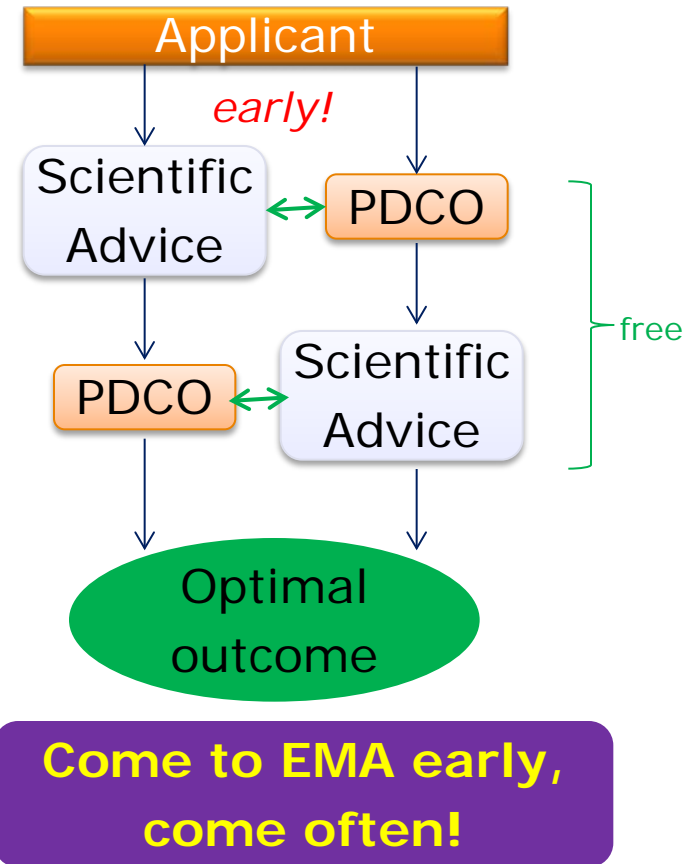 Applicant
early!
Scientific
Advice
PDCO
free
PDCO
Scientific
Advice
Optimal
outcome
Come to EMA early,
come often!